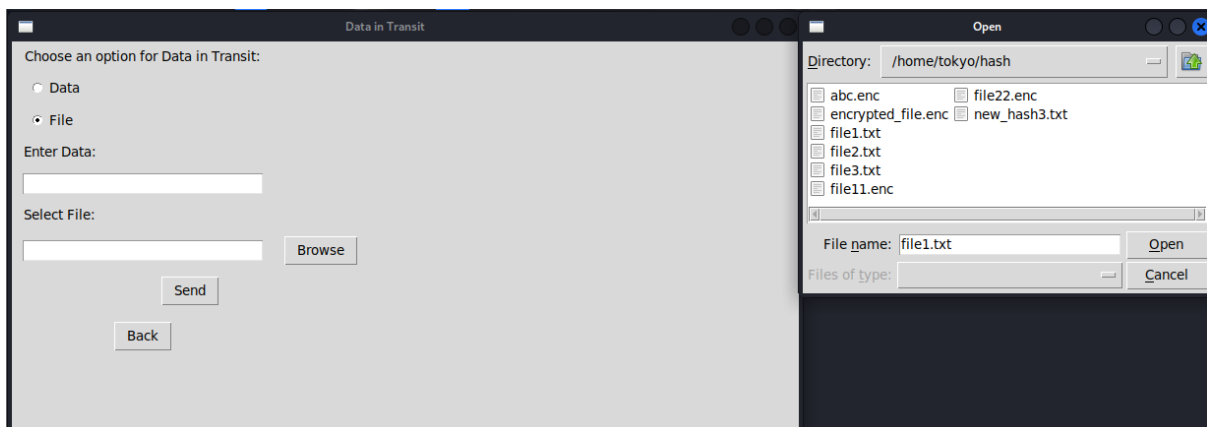 Data in Transit
Choose an option for Data in Transit:
Data
File
Enter Data:
Select File:
Browse
Send
Back
Open
Directory: /home/tokyo/hash
abc.enc file22.enc
encrypted_file.enc new_hash3.txt
file1.txt
file2.txt
file3.txt
file11.enc
File name: file1.txt Open
Files of type: Cancel